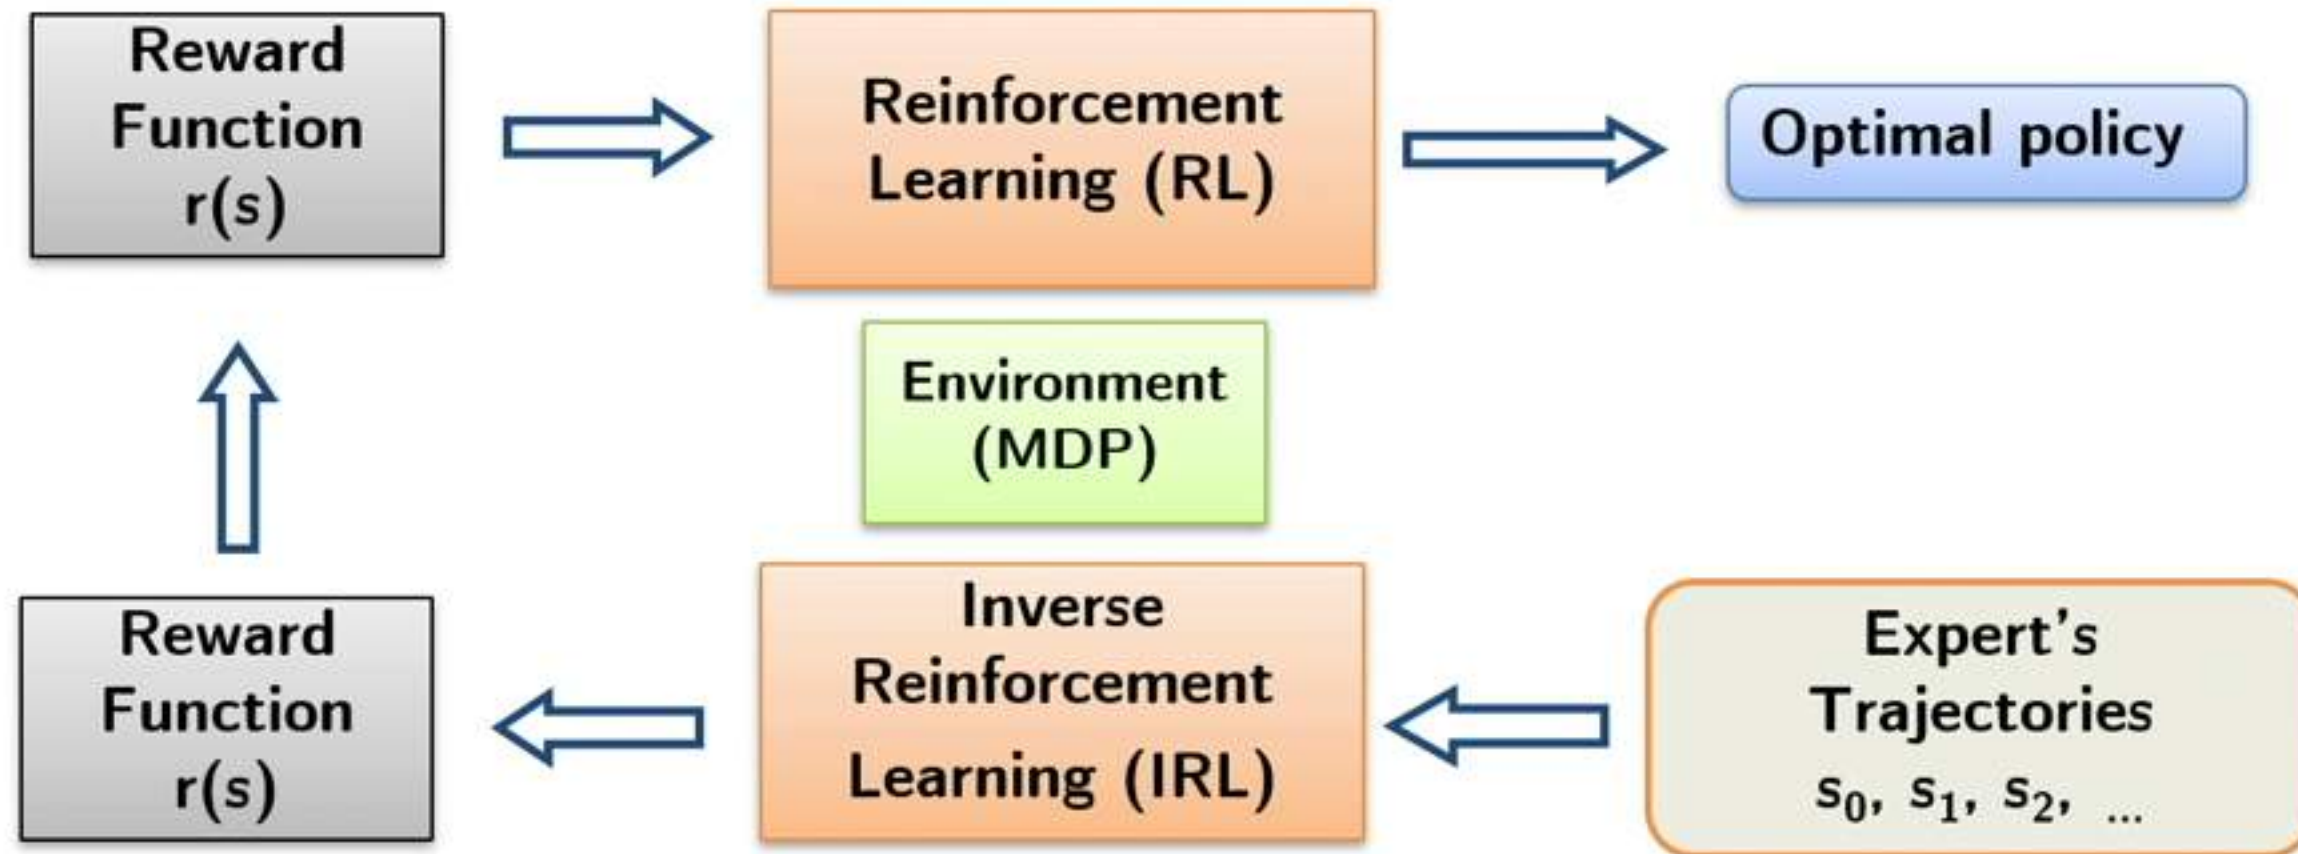 Reward
Function
r(s)
Reinforcement
Learning (RL)
Optimal policy
Environment
(MDP)
Reward
Function
r(s)
Inverse
Reinforcement
Learning (IRL)
Expert's
Trajectories
s₀, s₁, s₂, ...